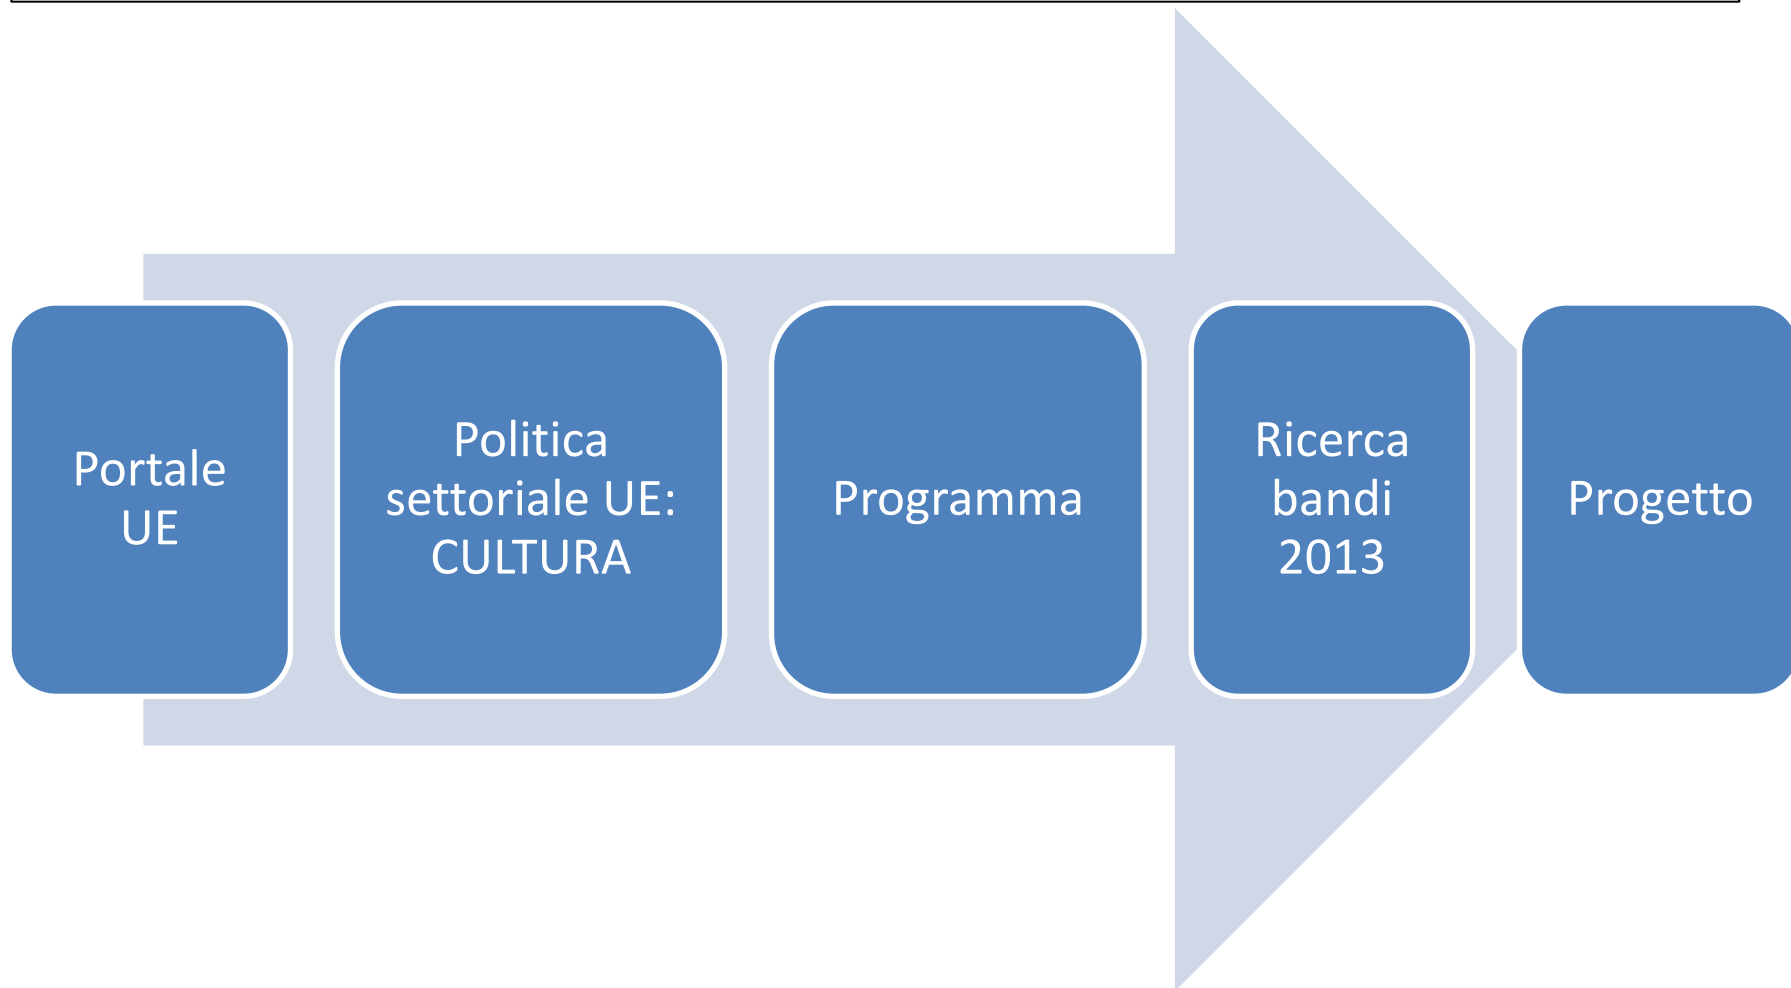 Portale
UE
Politica
settoriale UE:
CULTURA
Programma
Ricerca
bandi
2013
Progetto